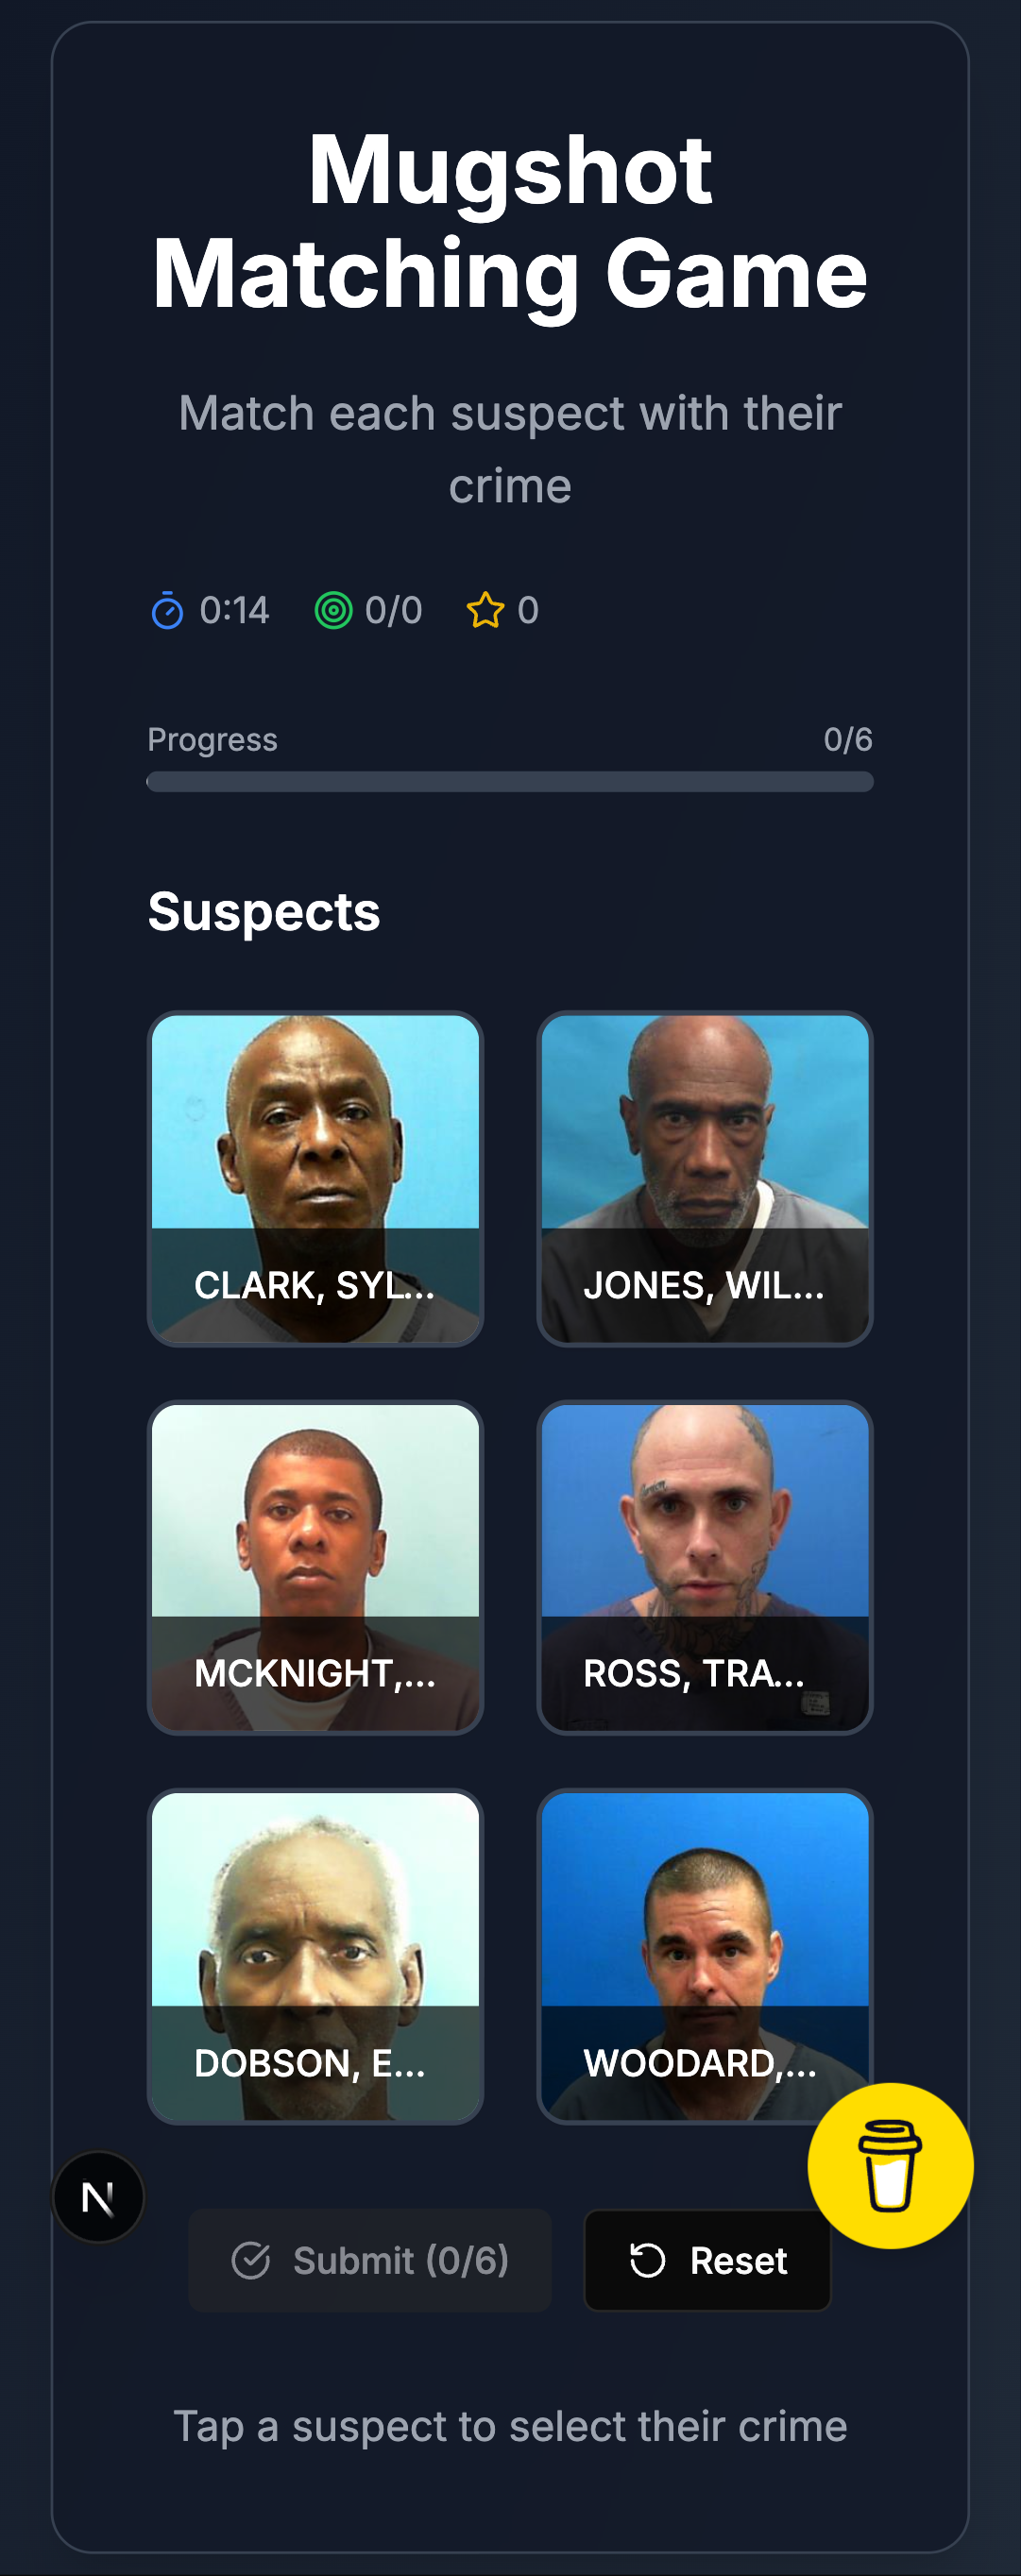 Mugshot
Matching Game
Match each suspect with their
crime
0:14 0/0 0
Progress 0/6
Suspects
CLARK, SYL... JONES, WIL...
MCKNIGHT,... ROSS, TRA...
DOBSON, E... WOODARD,...
N
Submit (0/6) Reset
Tap a suspect to select their crime